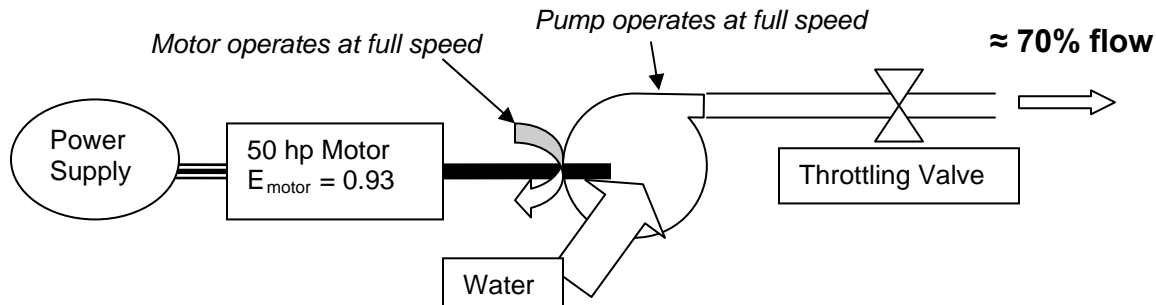 Motor operates at full speed
Pump operates at full speed
≈ 70% flow
Power
Supply
50 hp Motor
Emotor = 0.93
Throttling Valve
Water